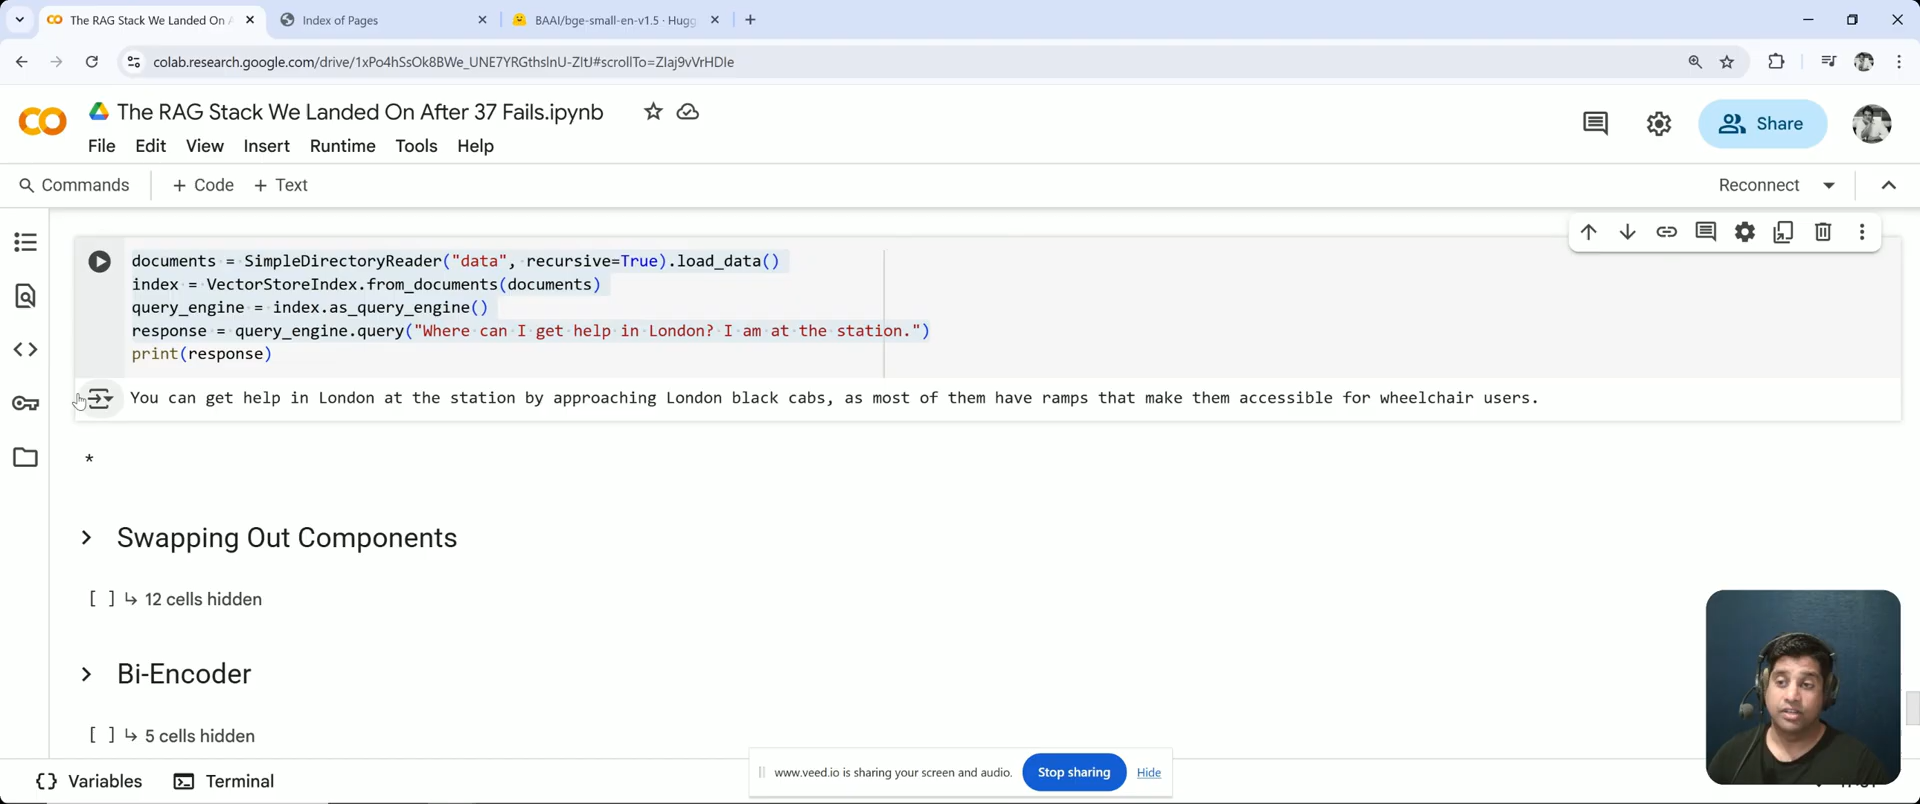 The RAG Stack We Landed On A
Index of Pages
BAAI/bge-small-en-v1.5 · Hugg
colab.research.google.com/drive/1xPo4hSsOk8BWe_UNE7YRGthsInU-ZItJ#scrollTo=ZIaj9vVrHDIe
The RAG Stack We Landed On After 37 Fails.ipynb
Share
File Edit View Insert Runtime Tools Help
Commands + Code + Text
Reconnect
documents = SimpleDirectoryReader("data", recursive=True).load_data()
index = VectorStoreIndex.from_documents(documents)
query_engine = index.as_query_engine()
response = query_engine.query("Where can I get help in London? I am at the station.")
print(response)
You can get help in London at the station by approaching London black cabs, as most of them have ramps that make them accessible for wheelchair users.
*
Swapping Out Components
[ ] ↳ 12 cells hidden
Bi-Encoder
[ ] ↳ 5 cells hidden
www.veed.io is sharing your screen and audio. Stop sharing Hide
{} Variables Terminal